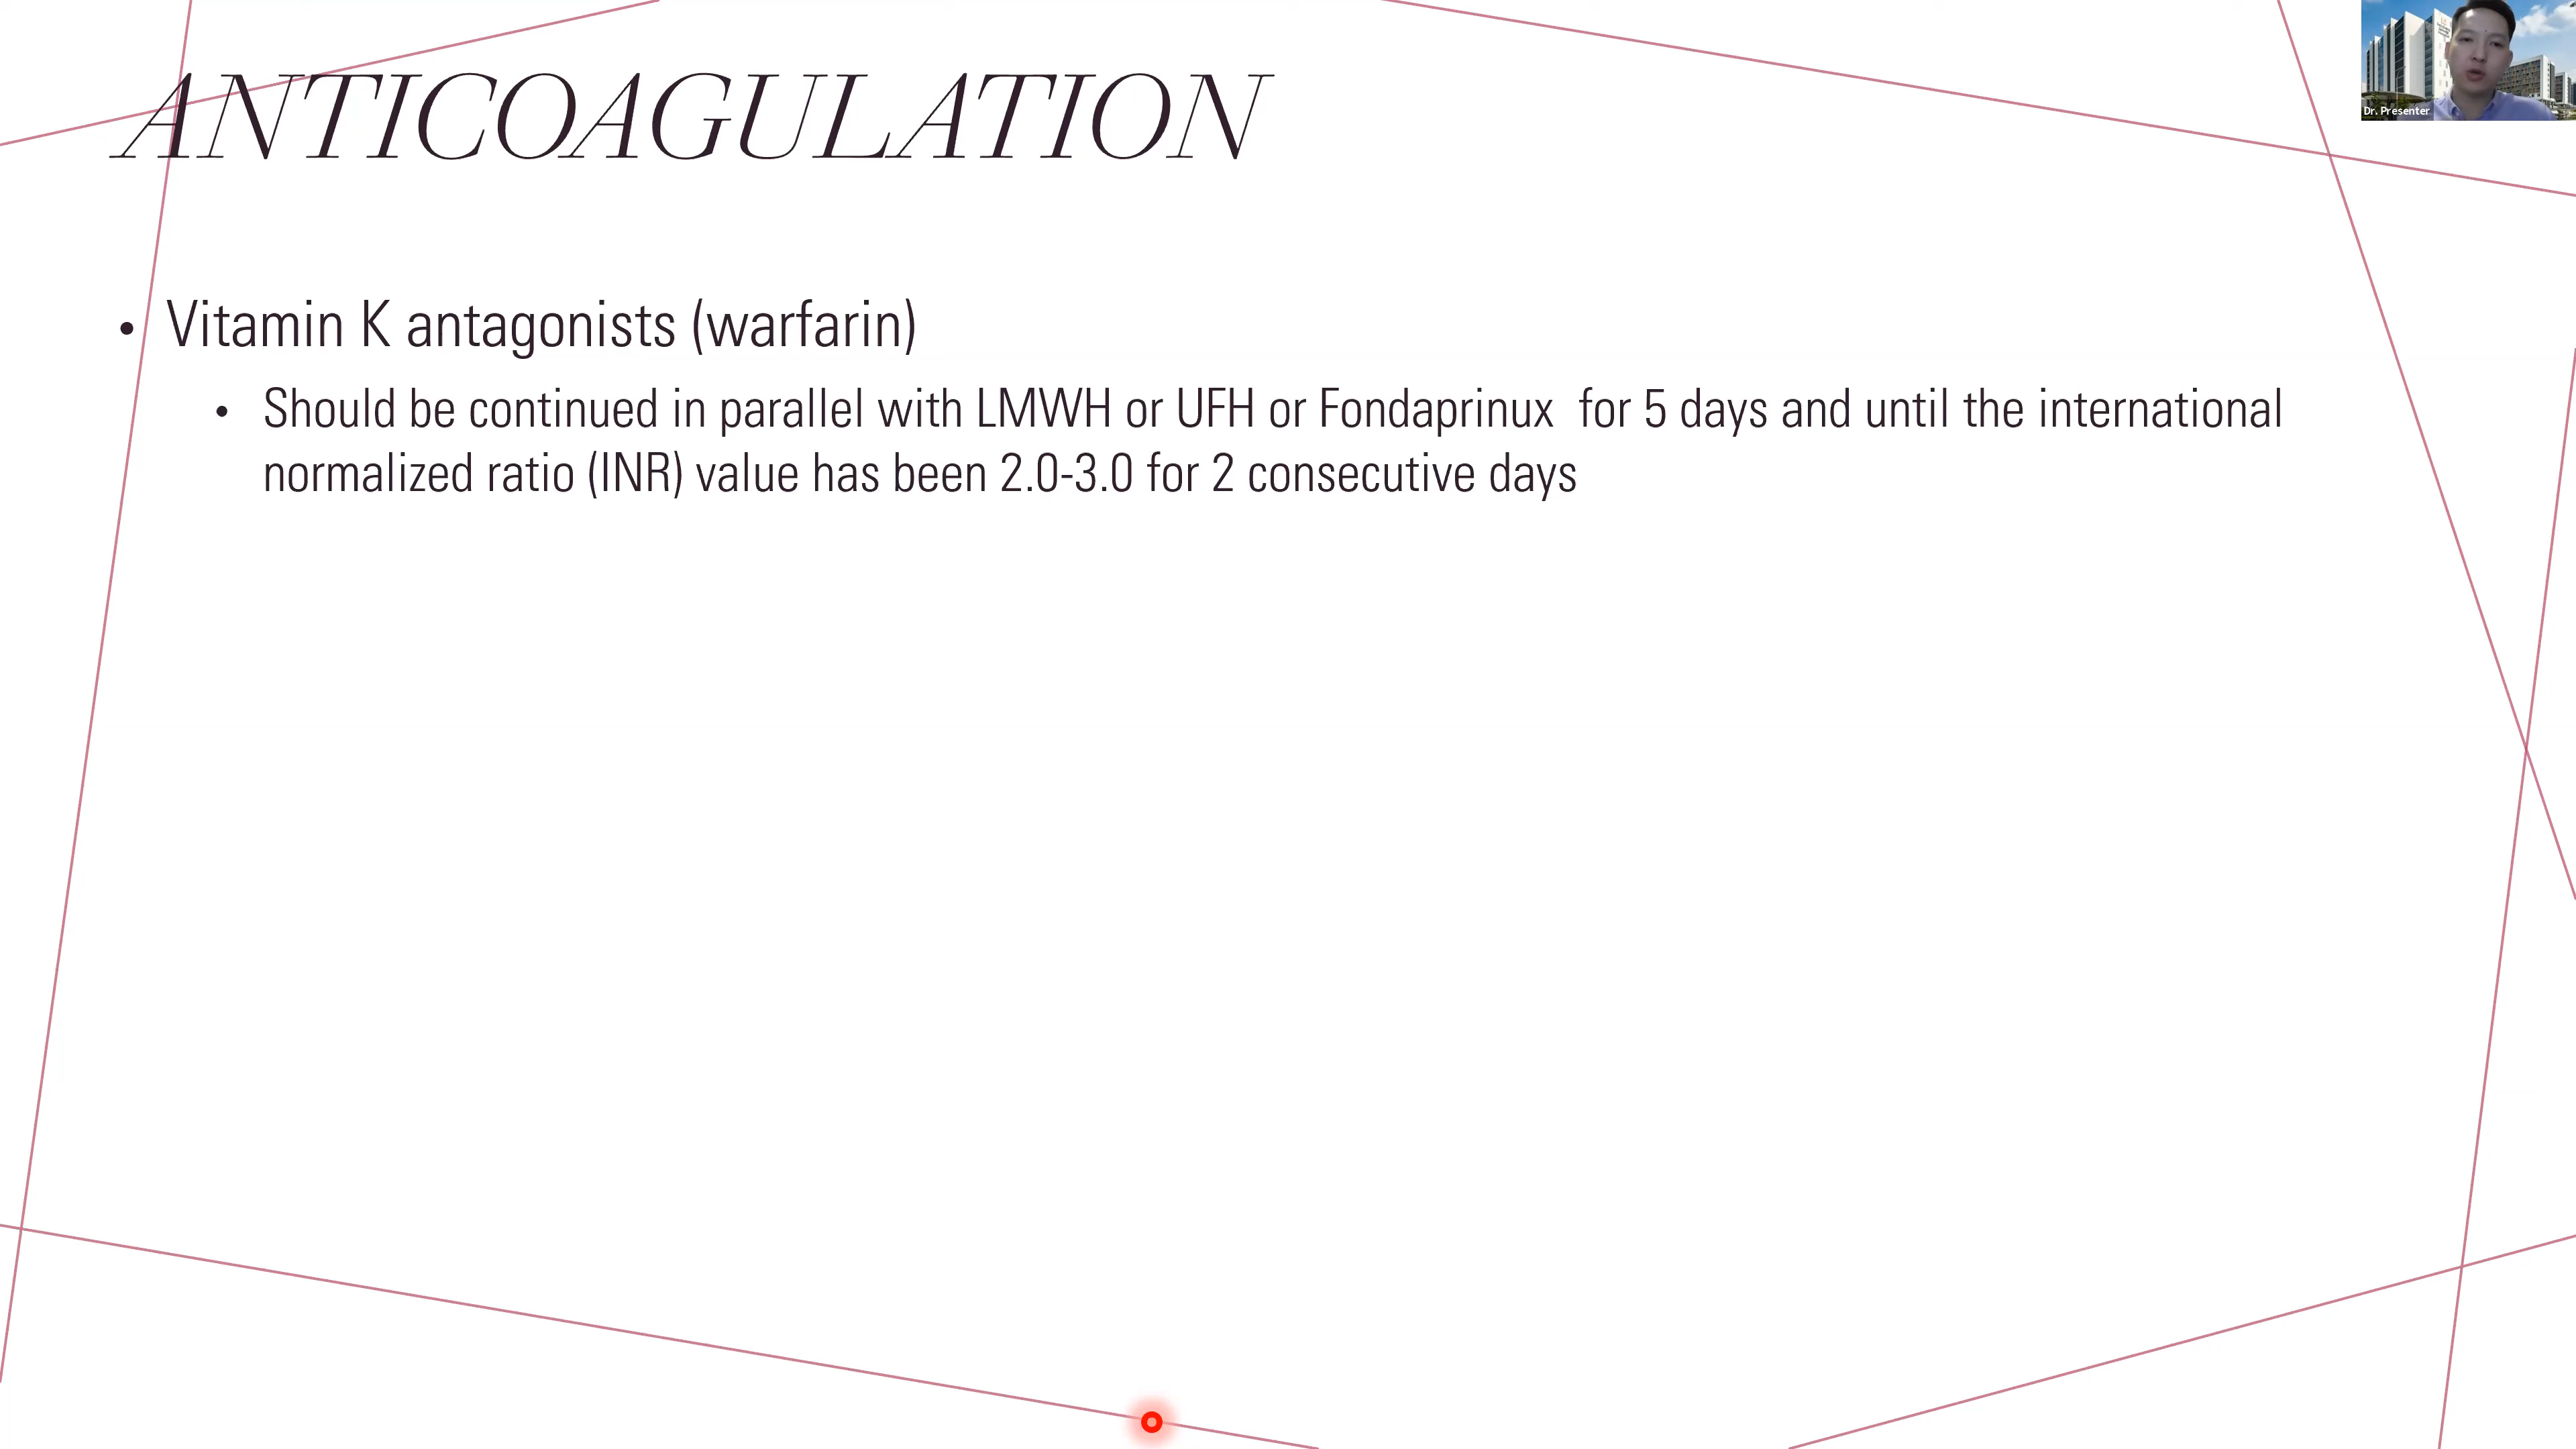 ANTICOAGULATION
• Vitamin K antagonists (warfarin)
• Should be continued in parallel with LMWH or UFH or Fondaprinux  for 5 days and until the international
normalized ratio (INR) value has been 2.0-3.0 for 2 consecutive days
Dr. Presenter